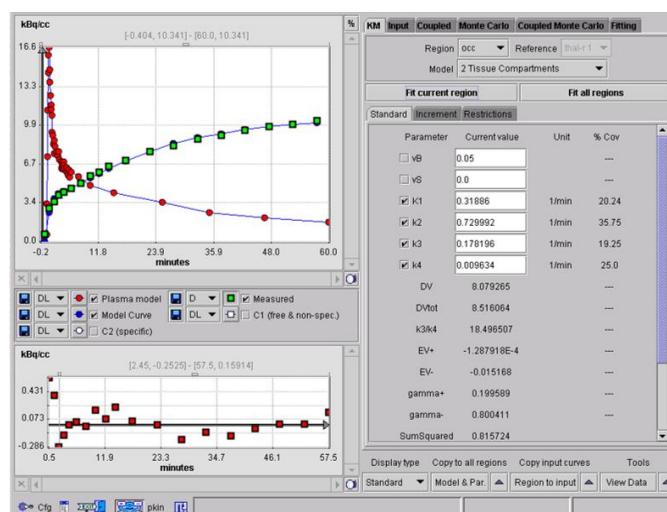 kBq/cc
%
[-0.404, 10.341] - [60.0, 10.341]
16.6
13.3
9.9
6.7
3.4
0.0
-0.2 11.8 23.9 35.9 47.9 60.0
minutes
DL Plasma model D Measured
DL Model Curve DL C1 (free & non-spec.)
DL C2 (specific)
kBq/cc
[2.45, -0.2525] - [57.5, 0.15914]
0.431
0.073
-0.286
0.5 11.9 23.3 34.7 46.1 57.5
minutes
Cfg pkin
KM Input Coupled Monte Carlo Coupled Monte Carlo Fitting
Region occ Reference thal-r 1
Model 2 Tissue Compartments
Fit current region Fit all regions
Standard Increment Restrictions
Parameter Current value Unit % Cov
vB 0.05 ---
vS 0.0 ---
K1 0.31886 1/min 20.24
k2 0.729992 1/min 35.75
k3 0.178196 1/min 19.25
k4 0.009634 1/min 25.0
DV 8.079265 ---
DVtot 8.516064 ---
k3/k4 18.496507 ---
EV+ -1.287918E-4 ---
EV- -0.015168 ---
gamma+ 0.199589 ---
gamma- 0.800411 ---
SumSquared 0.815724 ---
Display type Copy to all regions Copy input curves Tools
Standard Model & Par. Region to input View Data